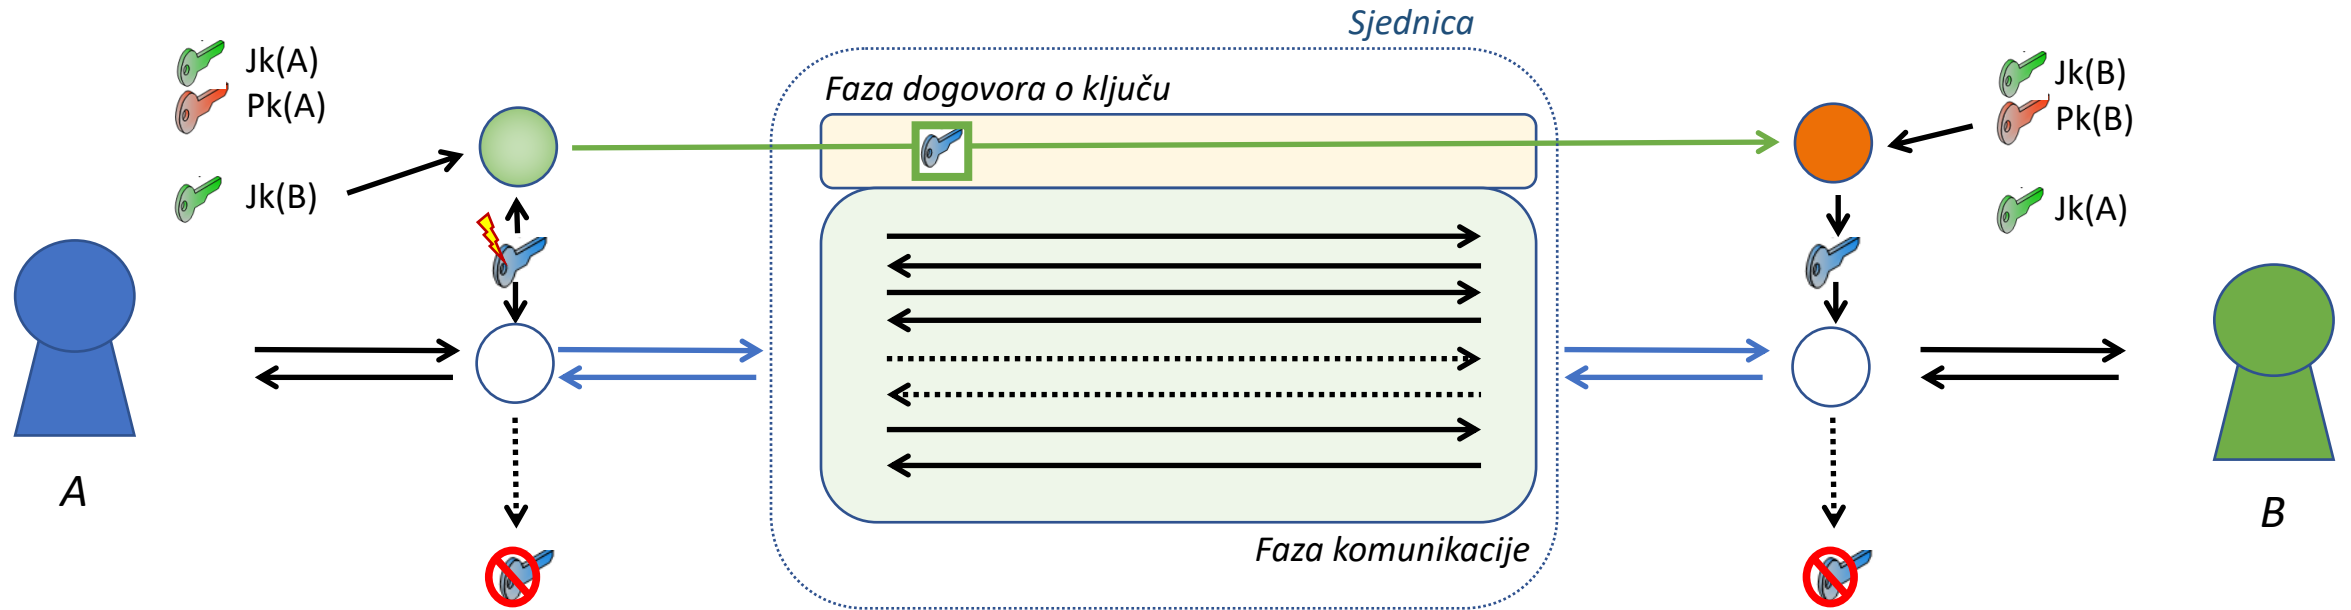 Sjednica
Jk(A)
Pk(A)
Jk(B)
Faza dogovora o ključu
Jk(B)
Pk(B)
Jk(A)
A
B
Faza komunikacije